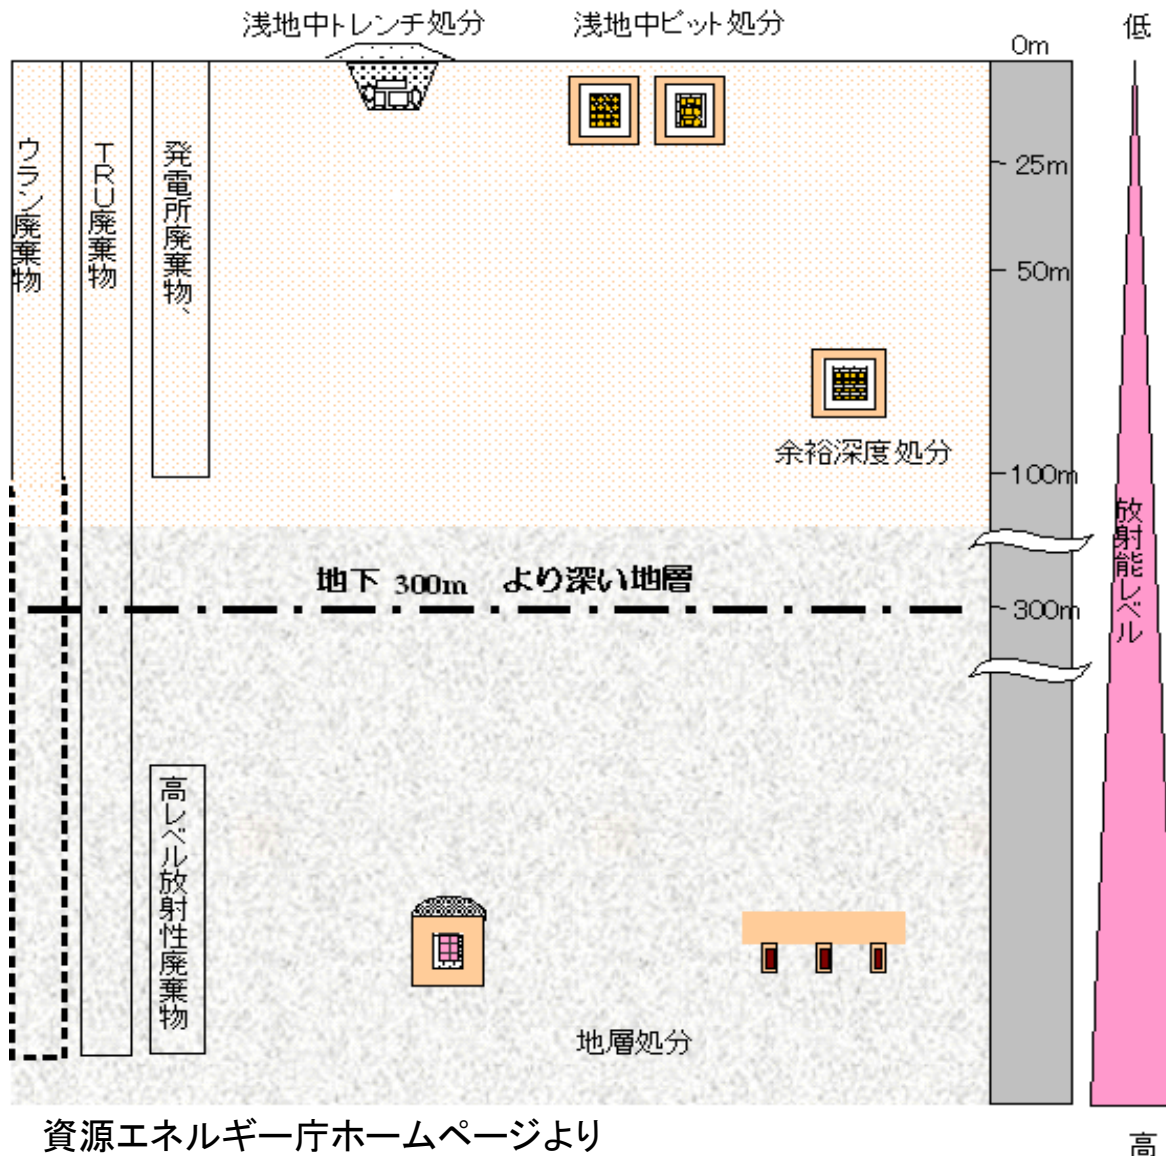 浅地中トレンチ処分
浅地中ピット処分
0m
低
ウラン廃棄物
TRU廃棄物
発電所廃棄物、
25m
50m
余裕深度処分
100m
放射能レベル
地下 300m より深い地層
300m
高レベル放射性廃棄物
地層処分
資源エネルギー庁ホームページより
高